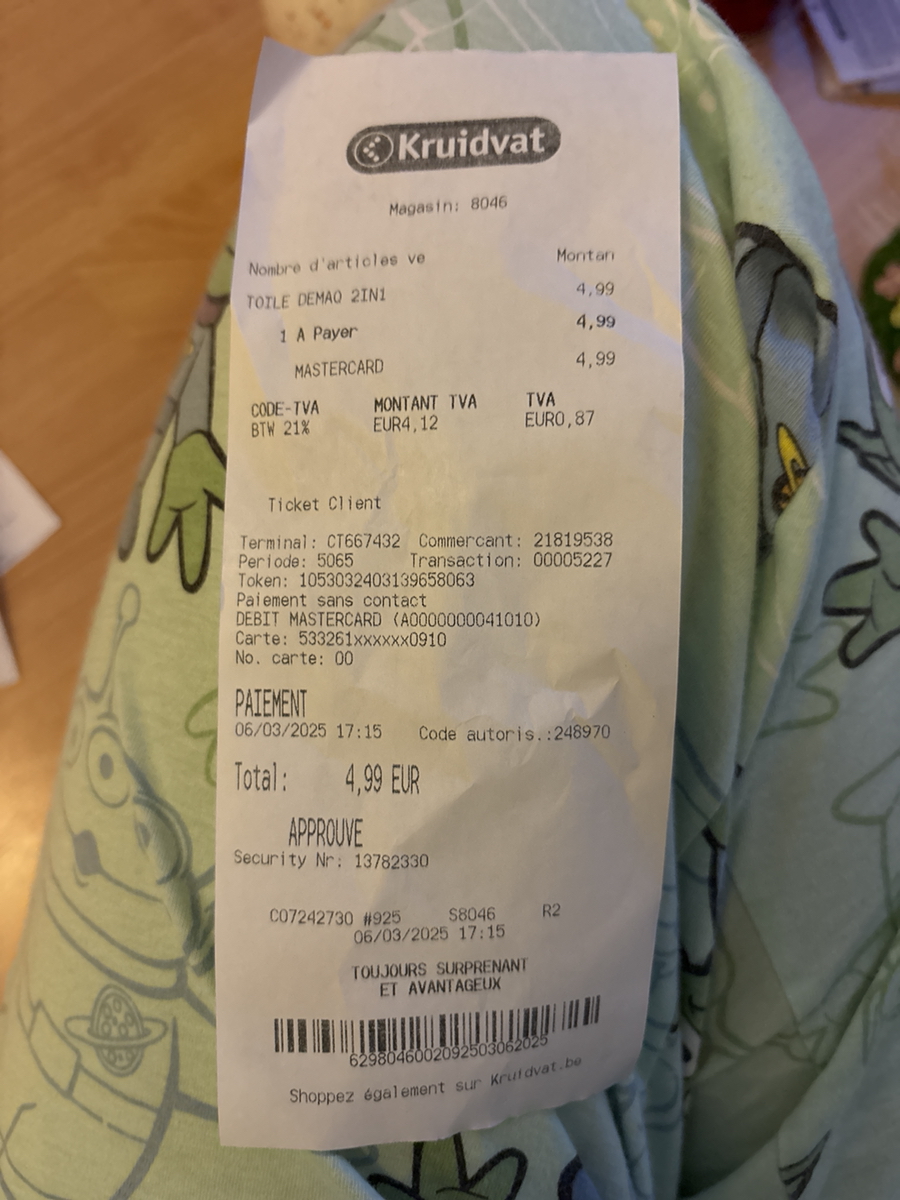 Kruidvat
Magasin: 8046
Nombre d'articles ve Montan
TOILE DEMAQ 2IN1 4,99
1 A Payer 4,99
MASTERCARD 4,99
CODE-TVA MONTANT TVA TVA
BTW 21% EUR4,12 EUR0,87
Ticket Client
Terminal: CT667432 Commercant: 21819538
Periode: 5065 Transaction: 00005227
Token: 1053032403139658063
Paiement sans contact
DEBIT MASTERCARD (A0000000041010)
Carte: 533261xxxxxx0910
No. carte: 00
PAIEMENT
06/03/2025 17:15 Code autoris.:248970
Total: 4,99 EUR
APPROUVE
Security Nr: 13782330
C07242730 #925 S8046 R2
06/03/2025 17:15
TOUJOURS SURPRENANT
ET AVANTAGEUX
6298046002092503062025
Shoppez également sur Kruidvat.be